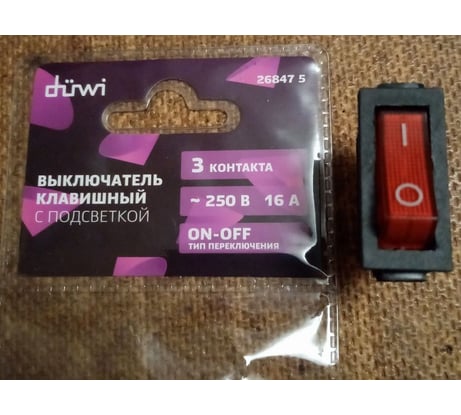 düwi
26847 5
ВЫКЛЮЧАТЕЛЬ
КЛАВИШНЫЙ
С ПОДСВЕТКОЙ
3 КОНТАКТА
~ 250 В 16 А
ON-OFF
ТИП ПЕРЕКЛЮЧЕНИЯ
I
O